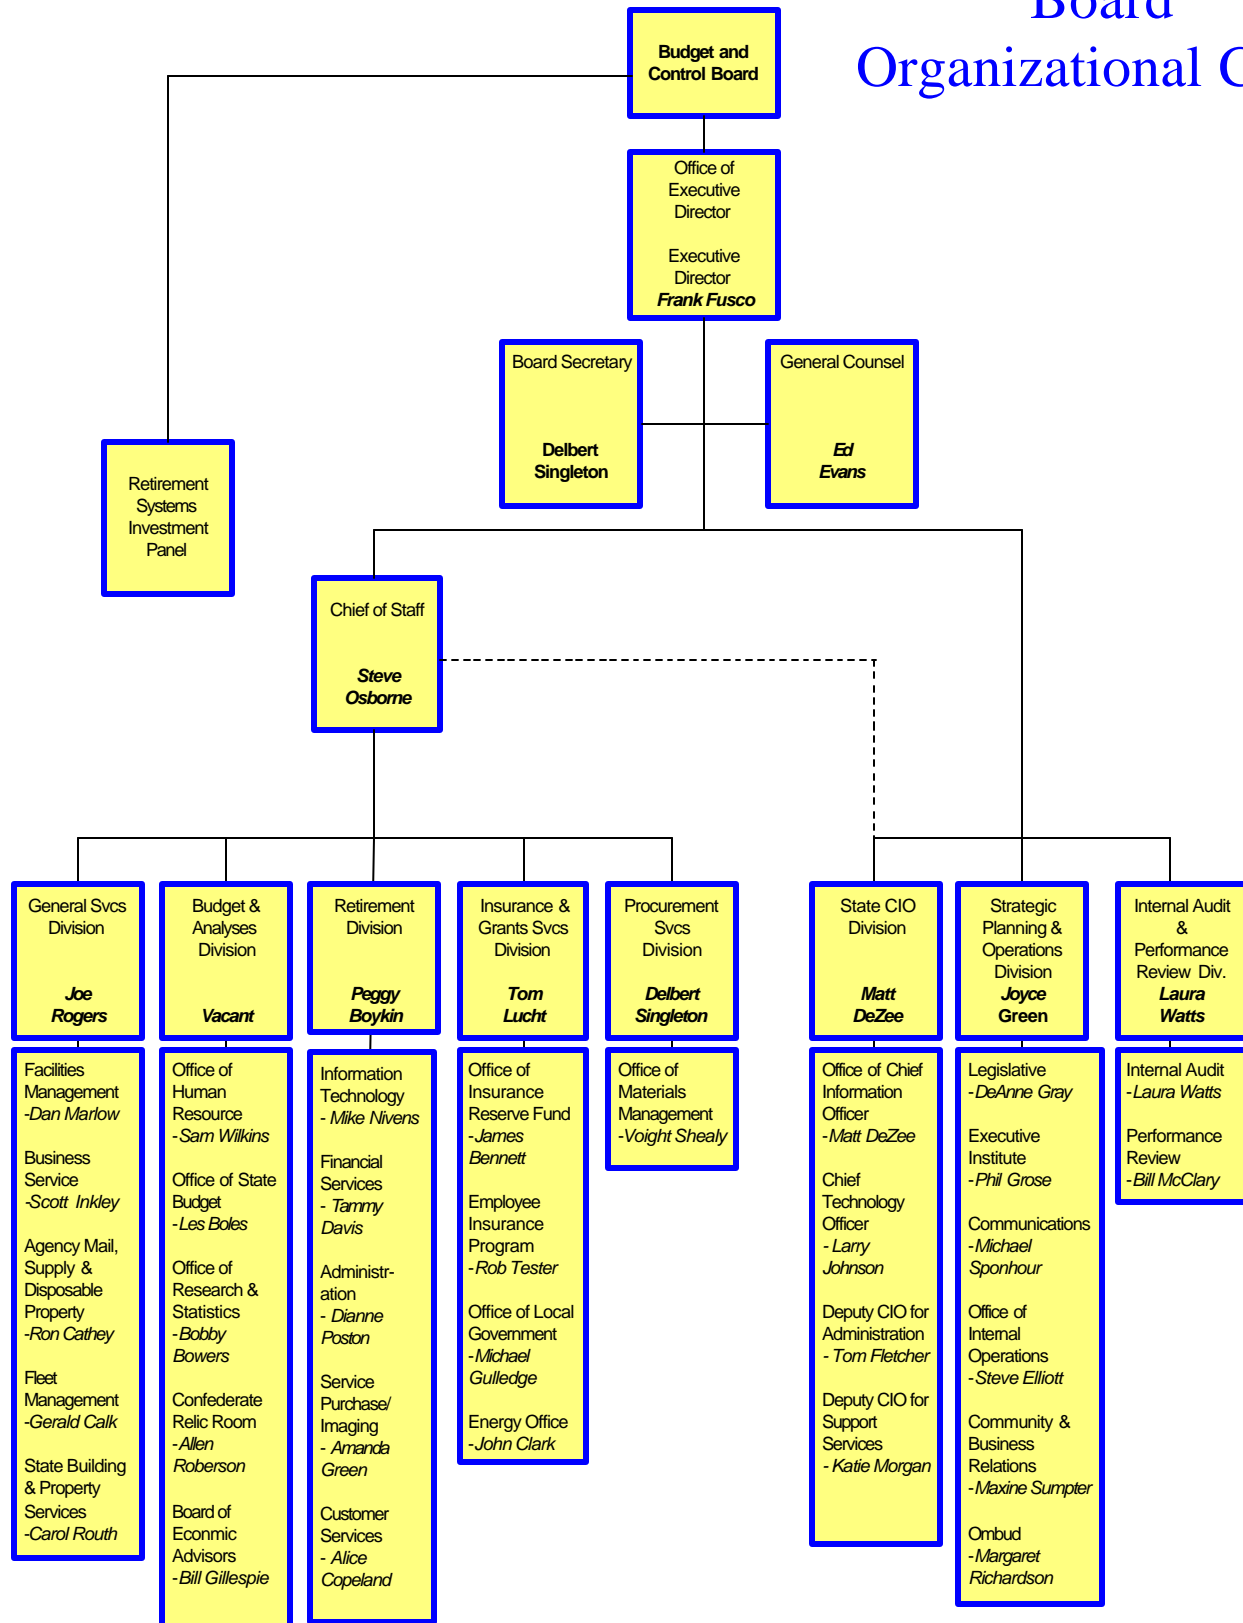 Board
Organizational C
Budget and
Control Board
Office of
Executive
Director
Executive
Director
Frank Fusco
Board Secretary
Delbert
Singleton
General Counsel
Ed
Evans
Retirement
Systems
Investment
Panel
Chief of Staff
Steve
Osborne
General Svcs
Division
Joe
Rogers
Budget &
Analyses
Division
Vacant
Retirement
Division
Peggy
Boykin
Insurance &
Grants Svcs
Division
Tom
Lucht
Procurement
Svcs
Division
Delbert
Singleton
State CIO
Division
Matt
DeZee
Strategic
Planning &
Operations
Division
Joyce
Green
Internal Audit
&
Performance
Review Div.
Laura
Watts
Facilities
Management
-Dan Marlow
Business
Service
-Scott Inkley
Agency Mail,
Supply &
Disposable
Property
-Ron Cathey
Fleet
Management
-Gerald Calk
State Building
& Property
Services
-Carol Routh
Office of
Human
Resource
-Sam Wilkins
Office of State
Budget
-Les Boles
Office of
Research &
Statistics
-Bobby
Bowers
Confederate
Relic Room
-Allen
Roberson
Board of
Econmic
Advisors
-Bill Gillespie
Information
Technology
- Mike Nivens
Financial
Services
- Tammy
Davis
Administr-
ation
- Dianne
Poston
Service
Purchase/
Imaging
- Amanda
Green
Customer
Services
- Alice
Copeland
Office of
Insurance
Reserve Fund
-James
Bennett
Employee
Insurance
Program
-Rob Tester
Office of Local
Government
-Michael
Gulledge
Energy Office
-John Clark
Office of
Materials
Management
-Voight Shealy
Office of Chief
Information
Officer
-Matt DeZee
Chief
Technology
Officer
- Larry
Johnson
Deputy CIO for
Administration
- Tom Fletcher
Deputy CIO for
Support
Services
- Katie Morgan
Legislative
-DeAnne Gray
Executive
Institute
-Phil Grose
Communications
-Michael
Sponhour
Office of
Internal
Operations
-Steve Elliott
Community &
Business
Relations
-Maxine Sumpter
Ombud
-Margaret
Richardson
Internal Audit
-Laura Watts
Performance
Review
-Bill McClary